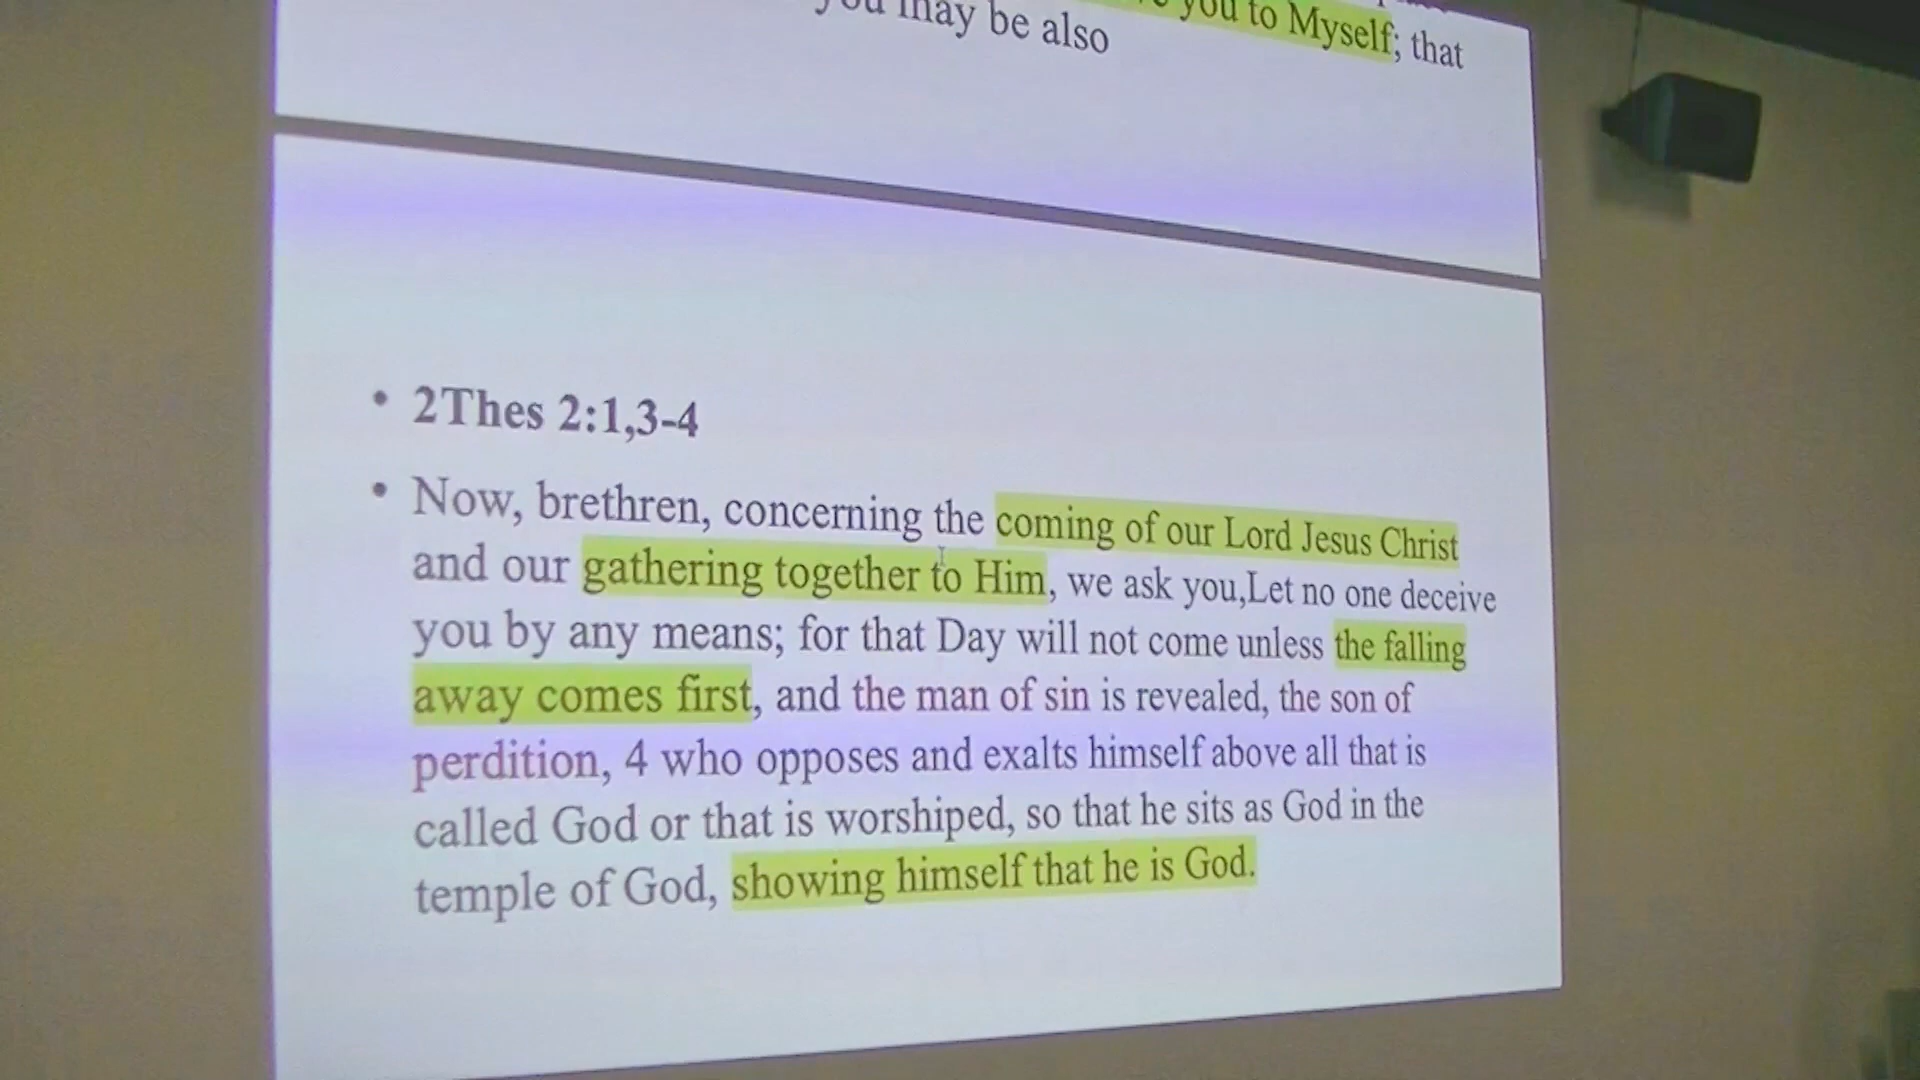 you to Myself; that
you may be also
• 2Thes 2:1,3-4
• Now, brethren, concerning the coming of our Lord Jesus Christ
and our gathering together to Him, we ask you,Let no one deceive
you by any means; for that Day will not come unless the falling
away comes first, and the man of sin is revealed, the son of
perdition, 4 who opposes and exalts himself above all that is
called God or that is worshiped, so that he sits as God in the
temple of God, showing himself that he is God.